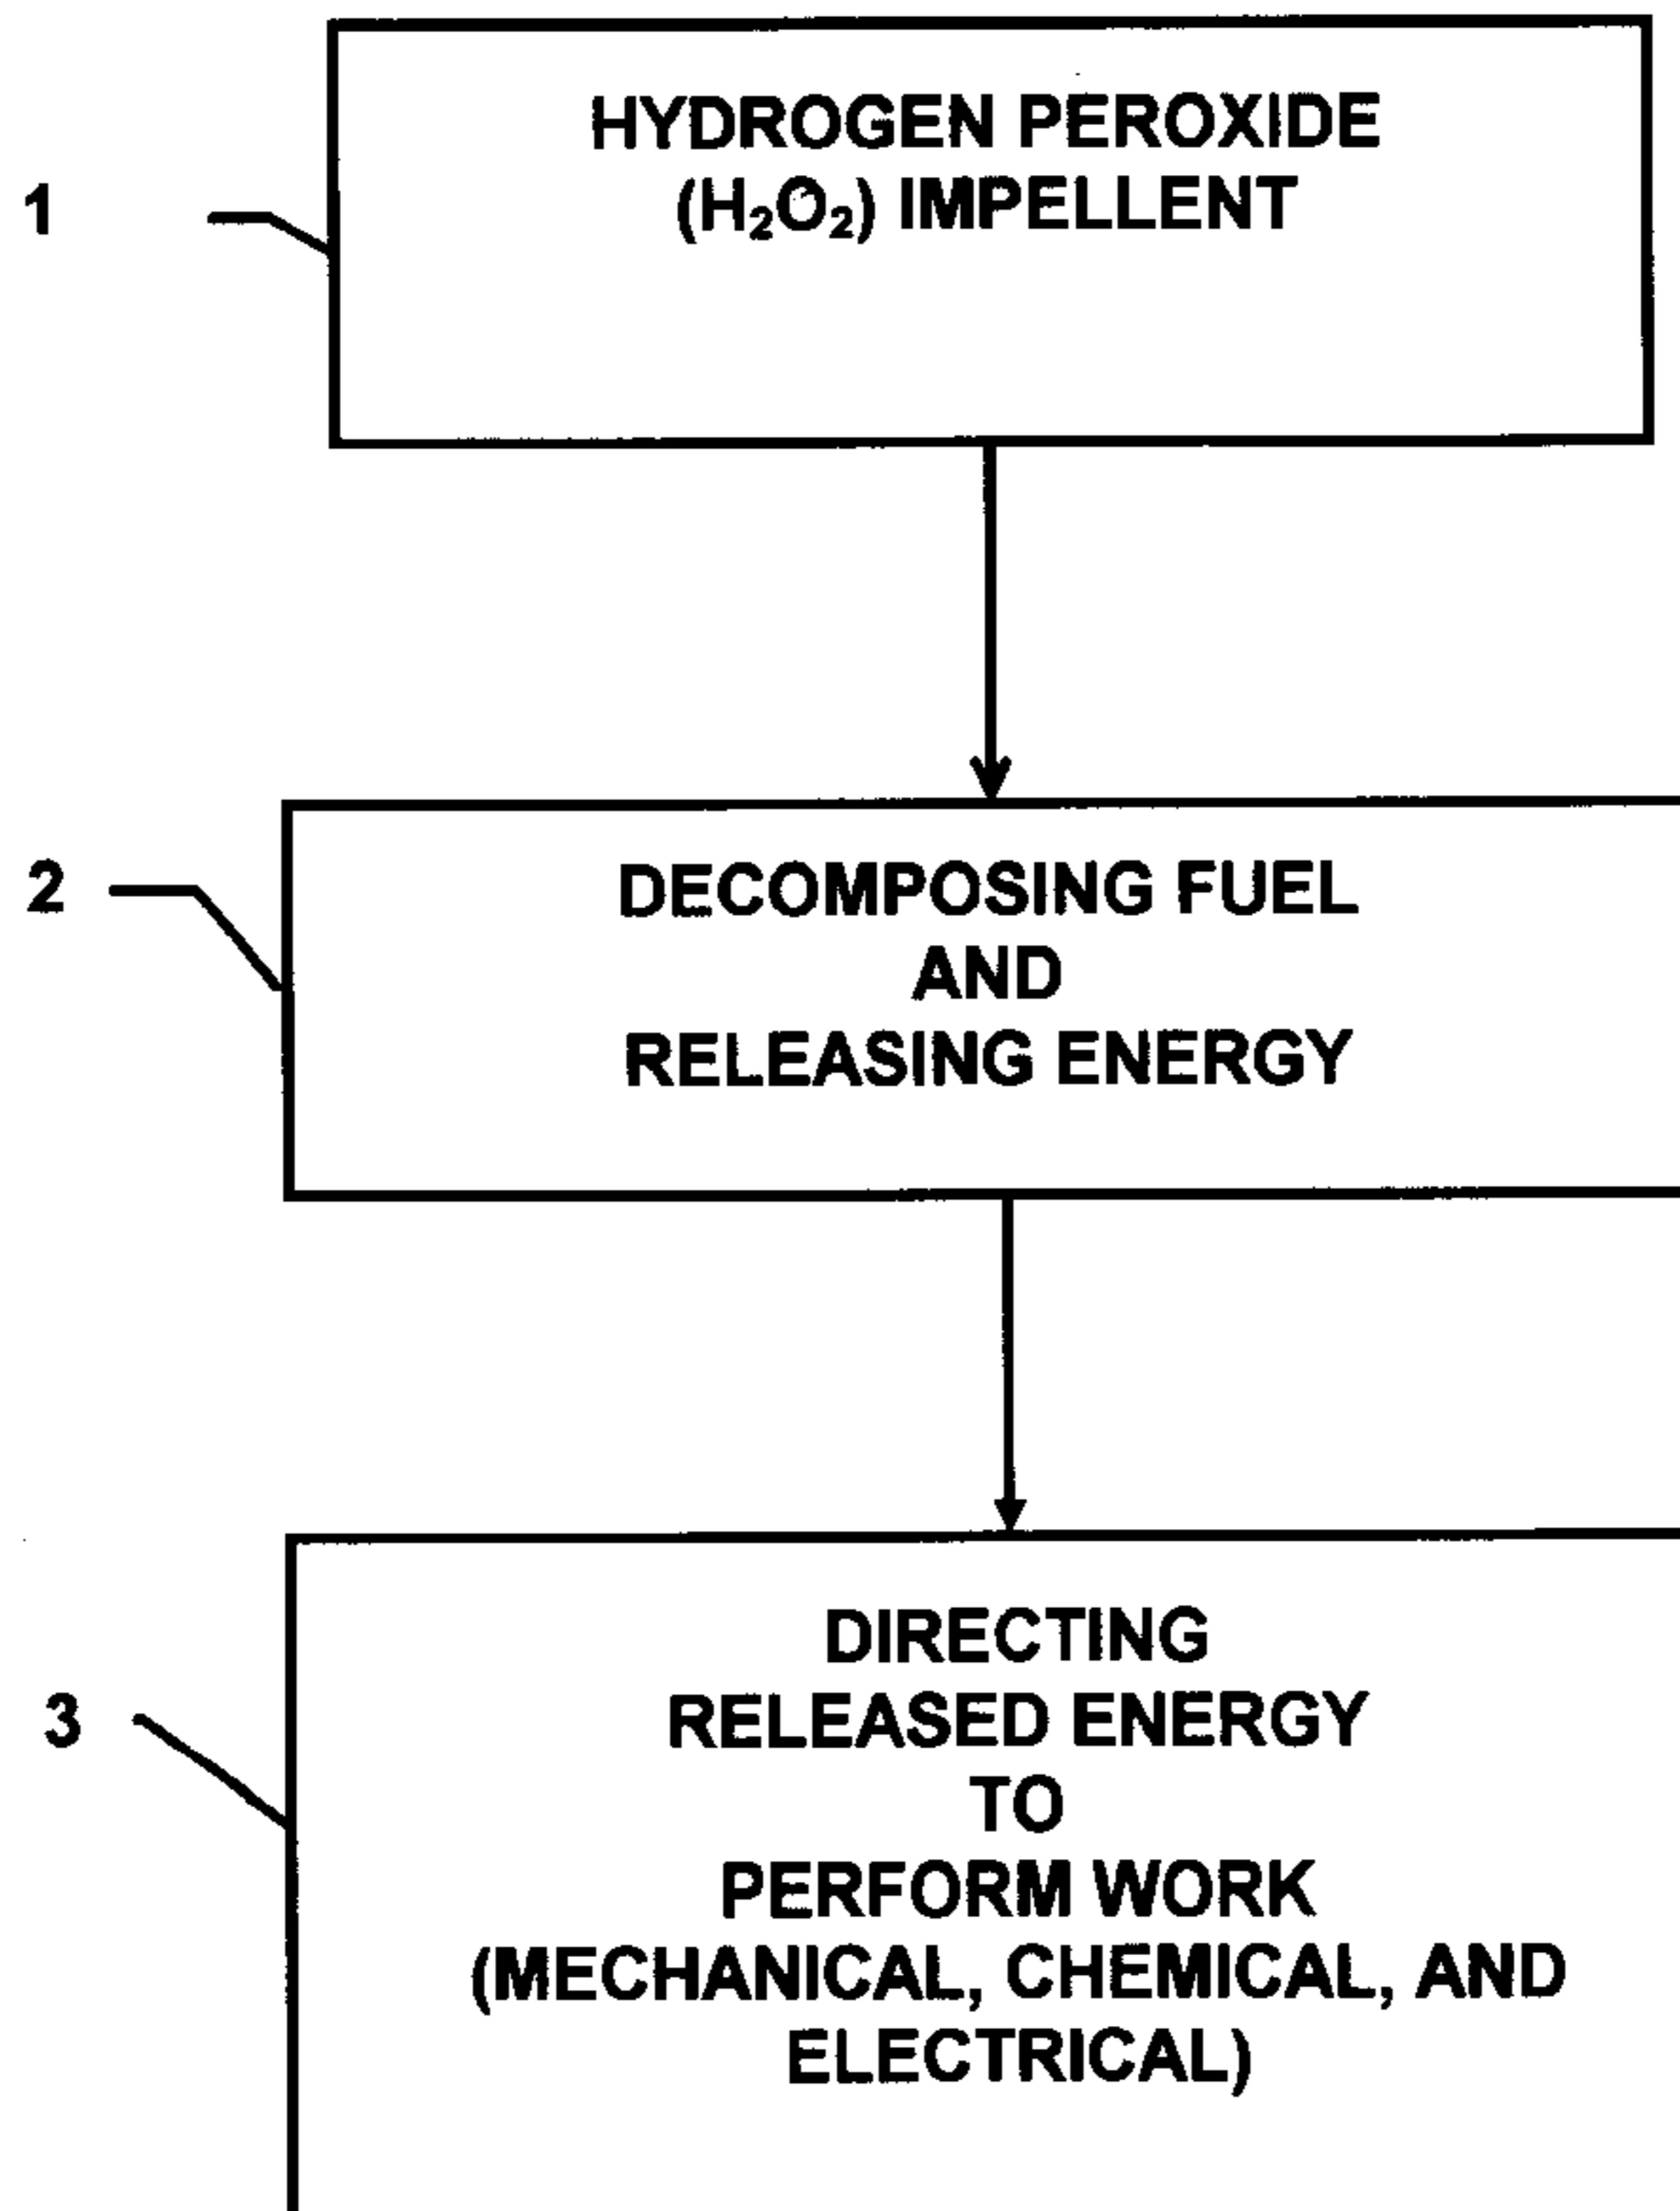 HYDROGEN PEROXIDE
1
(H₂O₂) IMPELLENT
2
DECOMPOSING FUEL
AND
RELEASING ENERGY
DIRECTING
3
RELEASED ENERGY
TO
PERFORM WORK
(MECHANICAL, CHEMICAL, AND
ELECTRICAL)